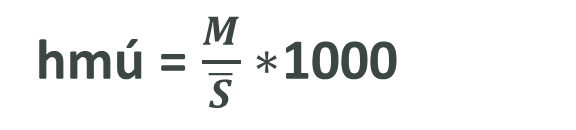 hmú = M/S̅ *1000